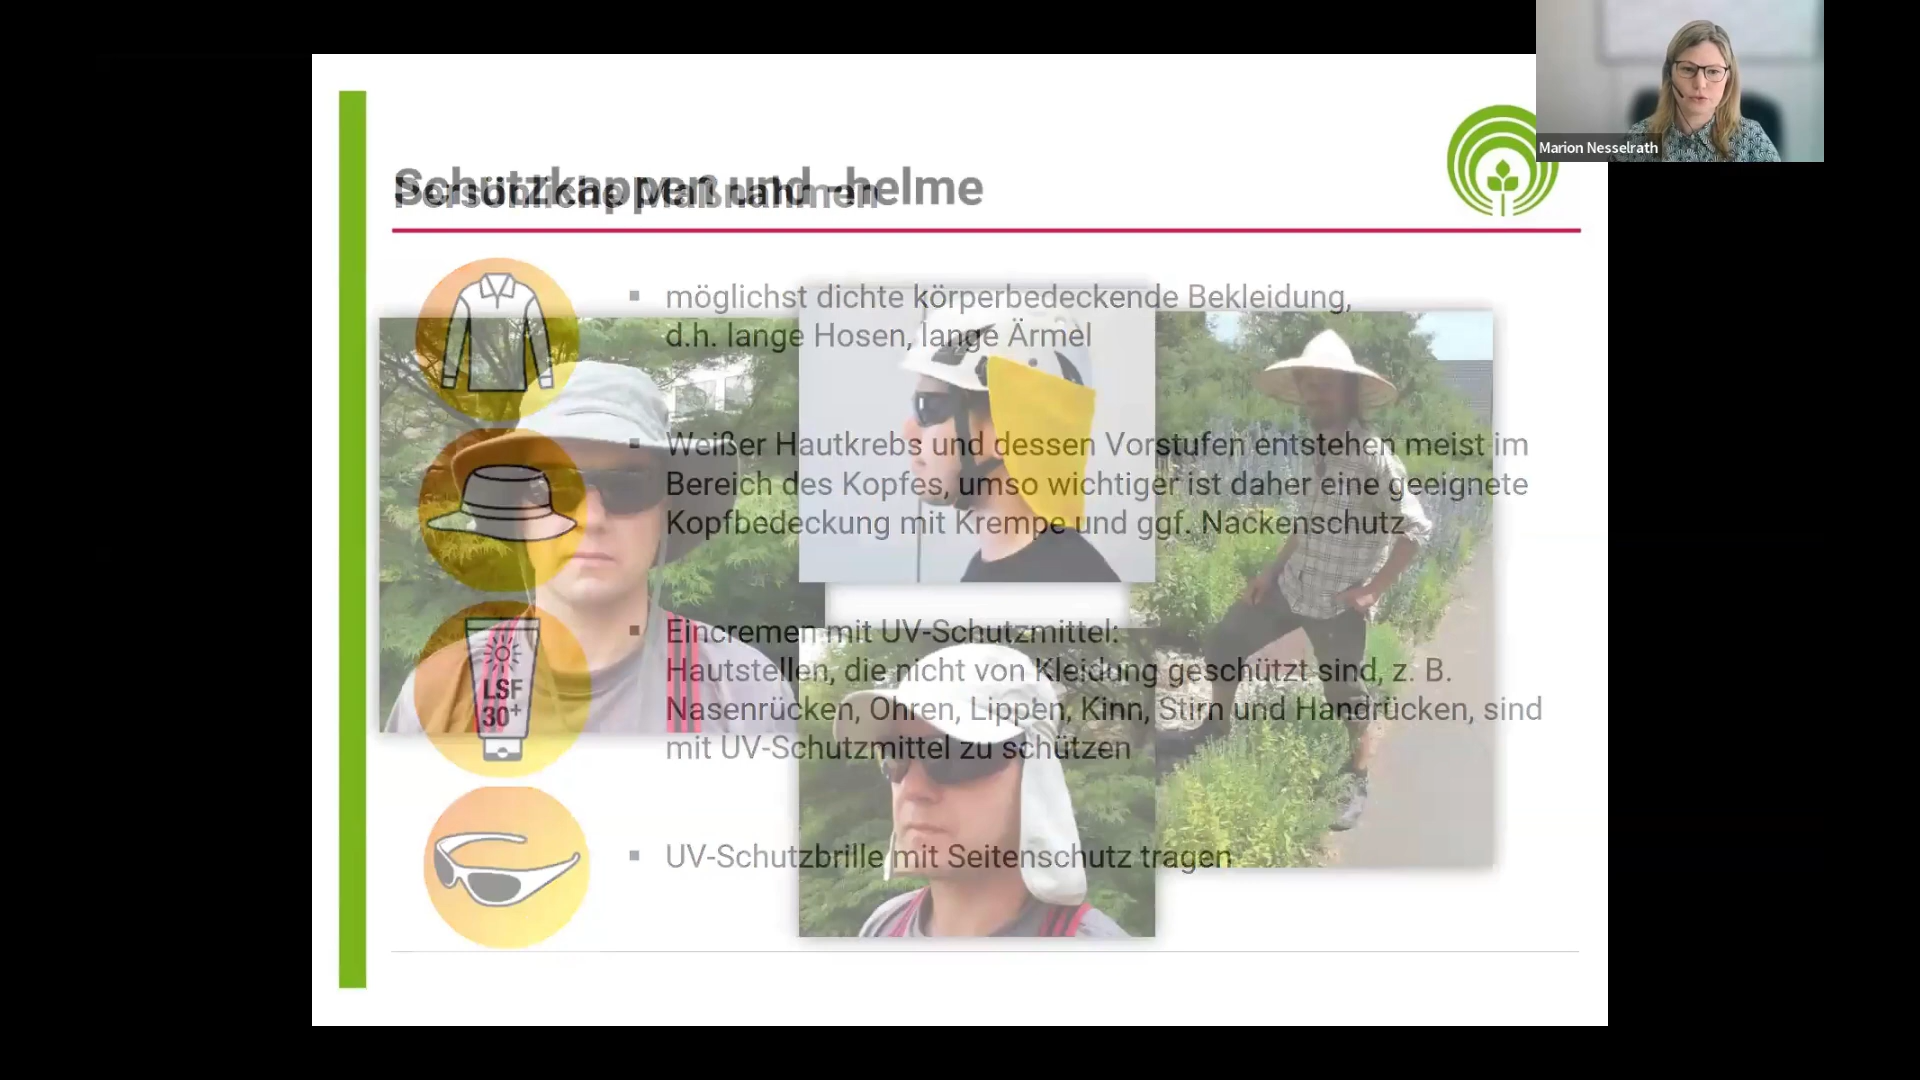 Marion Nesselrath
Schutzkappen und -helme
Persönliche Maßnahmen
▪ möglichst dichte körperbedeckende Bekleidung,
d.h. lange Hosen, lange Ärmel
▪ Weißer Hautkrebs und dessen Vorstufen entstehen meist im
Bereich des Kopfes, umso wichtiger ist daher eine geeignete
Kopfbedeckung mit Krempe und ggf. Nackenschutz
▪ Eincremen mit UV-Schutzmittel:
Hautstellen, die nicht von Kleidung geschützt sind, z. B.
Nasenrücken, Ohren, Lippen, Kinn, Stirn und Handrücken, sind
mit UV-Schutzmittel zu schützen
LSF
30+
▪ UV-Schutzbrille mit Seitenschutz tragen